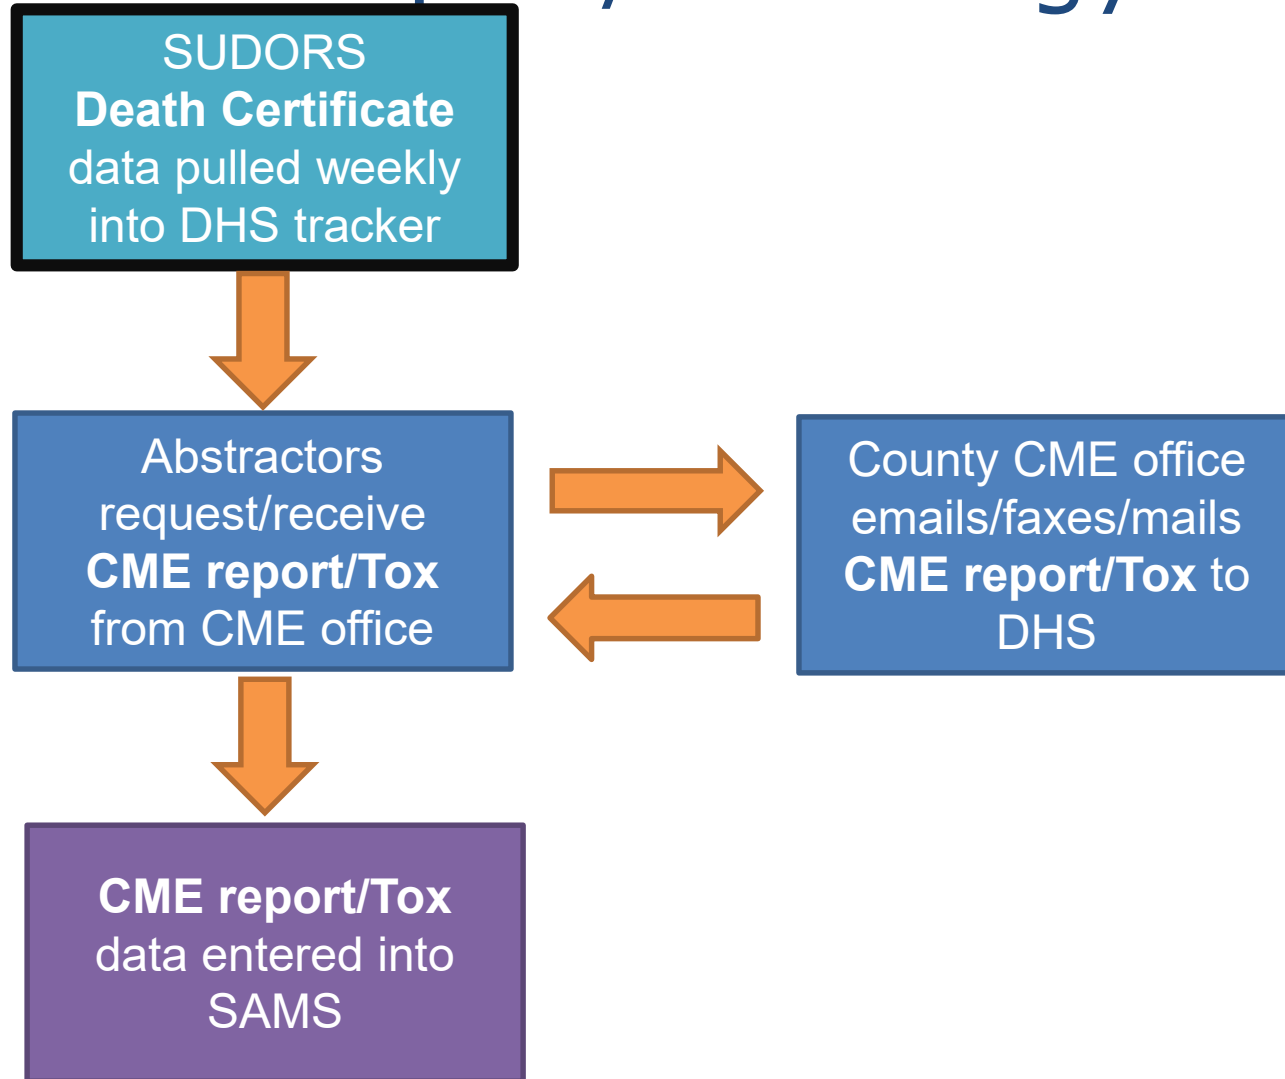 SUDORS
Death Certificate
data pulled weekly
into DHS tracker
Abstractors
request/receive
CME report/Tox
from CME office
County CME office
emails/faxes/mails
CME report/Tox to
DHS
CME report/Tox
data entered into
SAMS